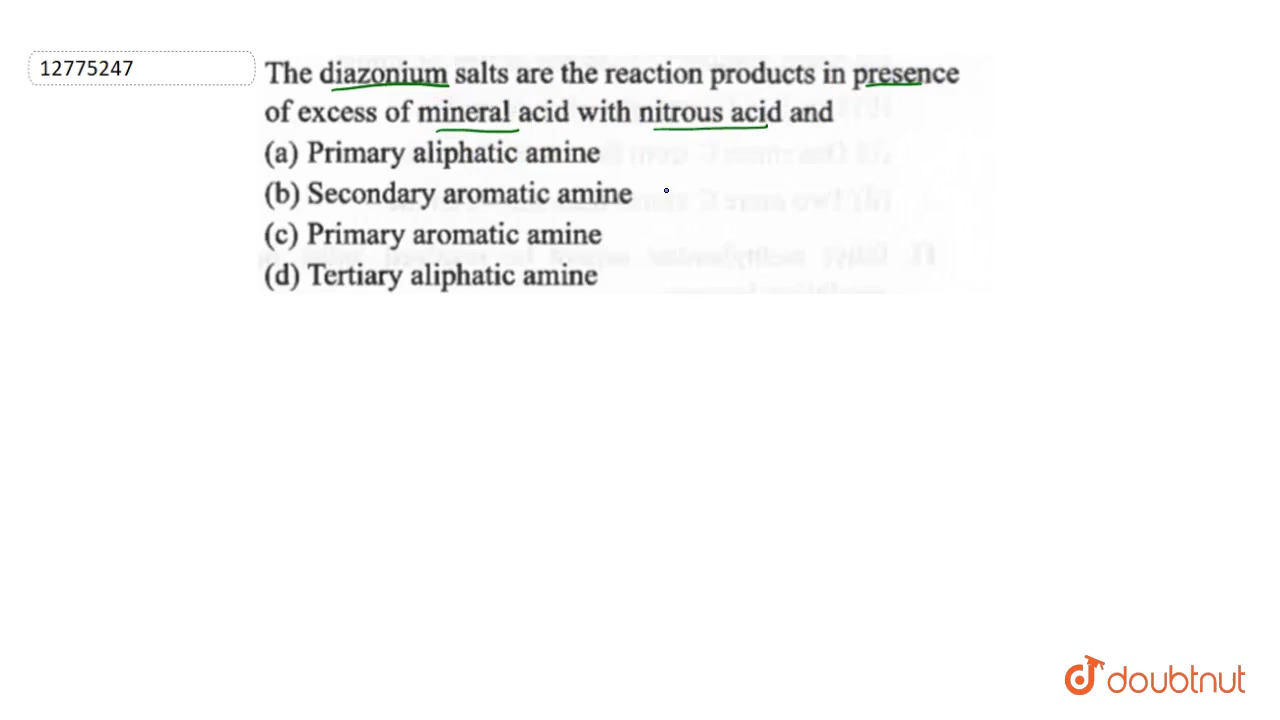 12775247
The diazonium salts are the reaction products in presence
of excess of mineral acid with nitrous acid and
(a) Primary aliphatic amine
(b) Secondary aromatic amine
(c) Primary aromatic amine
(d) Tertiary aliphatic amine
doubtnut